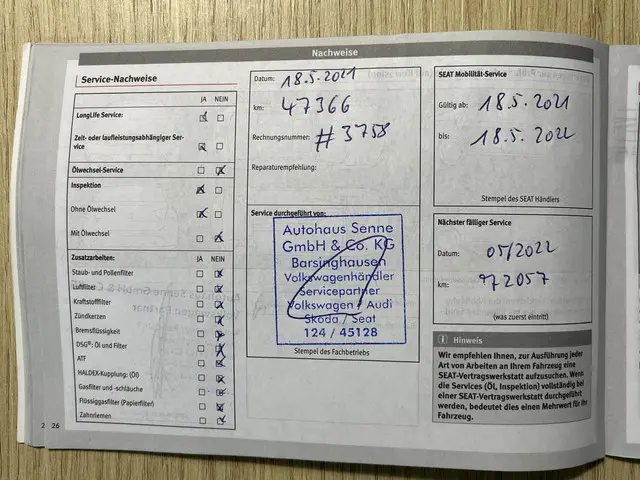 Nachweise
Service-Nachweise
JA NEIN
LongLife Service:
Zeit- oder laufleistungsabhängiger Ser-
vice
Ölwechsel-Service
Inspektion
Ohne Ölwechsel
Mit Ölwechsel
Zusatzarbeiten:
Staub- und Pollenfilter
Luftfilter
Kraftstofffilter
Zündkerzen
Bremsflüssigkeit
DSG®: Öl und Filter
ATF
HALDEX-Kupplung: (Öl)
Gasfilter und -schläuche
Flüssiggasfilter (Papierfilter)
Zahnriemen
2 26
Datum: 18.5.2021
km: 47366
Rechnungsnummer: #3758
Reparaturempfehlung:
Service durchgeführt von:
Autohaus Senne
GmbH & Co. KG
Barsinghausen
Volkswagenhändler
Servicepartner
Volkswagen / Audi
Skoda / Seat
124 / 45128
Stempel des Fachbetriebs
SEAT Mobilität-Service
Gültig ab: 18.5.2021
bis: 18.5.2022
Stempel des SEAT Händlers
Nächster fälliger Service
Datum: 05/2022
km: 72057
(was zuerst eintritt)
i Hinweis
Wir empfehlen Ihnen, zur Ausführung jeder
Art von Arbeiten an Ihrem Fahrzeug eine
SEAT-Vertragswerkstatt aufzusuchen. Wenn
die Services (Öl, Inspektion) vollständig bei
einer SEAT-Vertragswerkstatt durchgeführt
werden, bedeutet dies einen Mehrwert für Ihr
Fahrzeug.